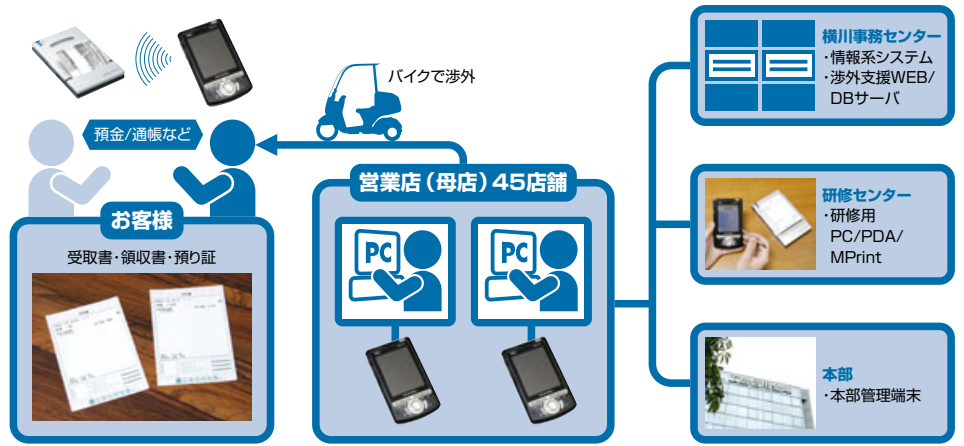 バイクで渉外
預金/通帳など
お客様
受取書・領収書・預り証
営業店（母店）45店舗
PC
PC
横川事務センター
・情報系システム
・渉外支援WEB/
DBサーバ
研修センター
・研修用
PC/PDA/
MPrint
本部
・本部管理端末